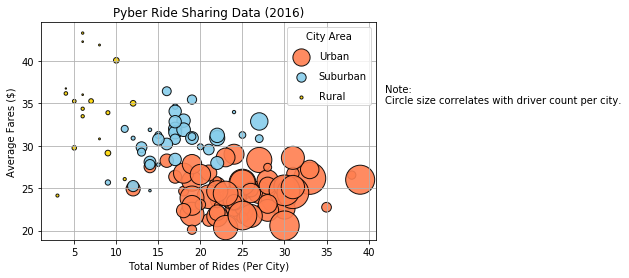 Pyber Ride Sharing Data (2016)
City Area
Urban
Suburban
Rural
Average Fares ($)
40
35
30
25
20
5
10
15
20
25
30
35
40
Total Number of Rides (Per City)
Note:
Circle size correlates with driver count per city.